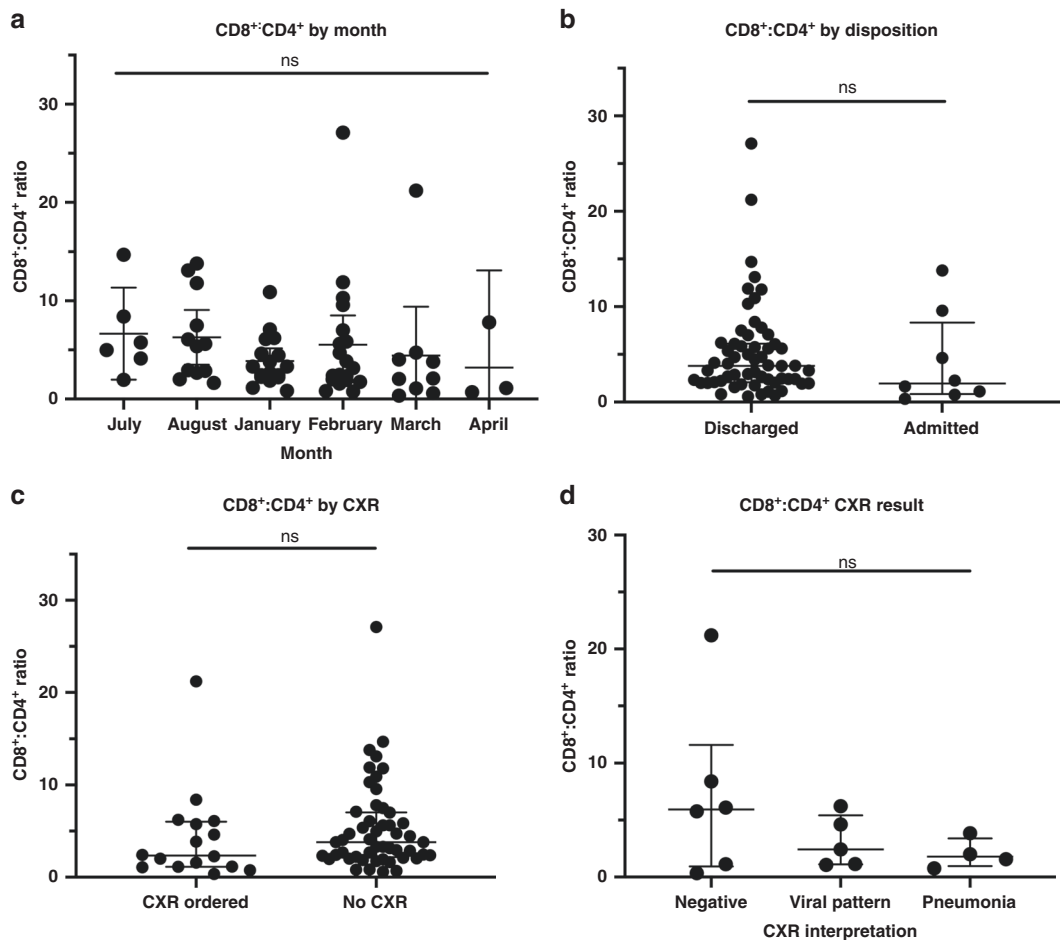 a
CD8⁺:CD4⁺ by month
ns
30
20
10
0
CD8⁺:CD4⁺ ratio
July August January February March April
Month
b
CD8⁺:CD4⁺ by disposition
ns
30
20
10
0
CD8⁺:CD4⁺ ratio
Discharged Admitted
c
CD8⁺:CD4⁺ by CXR
ns
30
20
10
0
CD8⁺:CD4⁺ ratio
CXR ordered No CXR
d
CD8⁺:CD4⁺ CXR result
ns
30
20
10
0
CD8⁺:CD4⁺ ratio
Negative Viral pattern Pneumonia
CXR interpretation